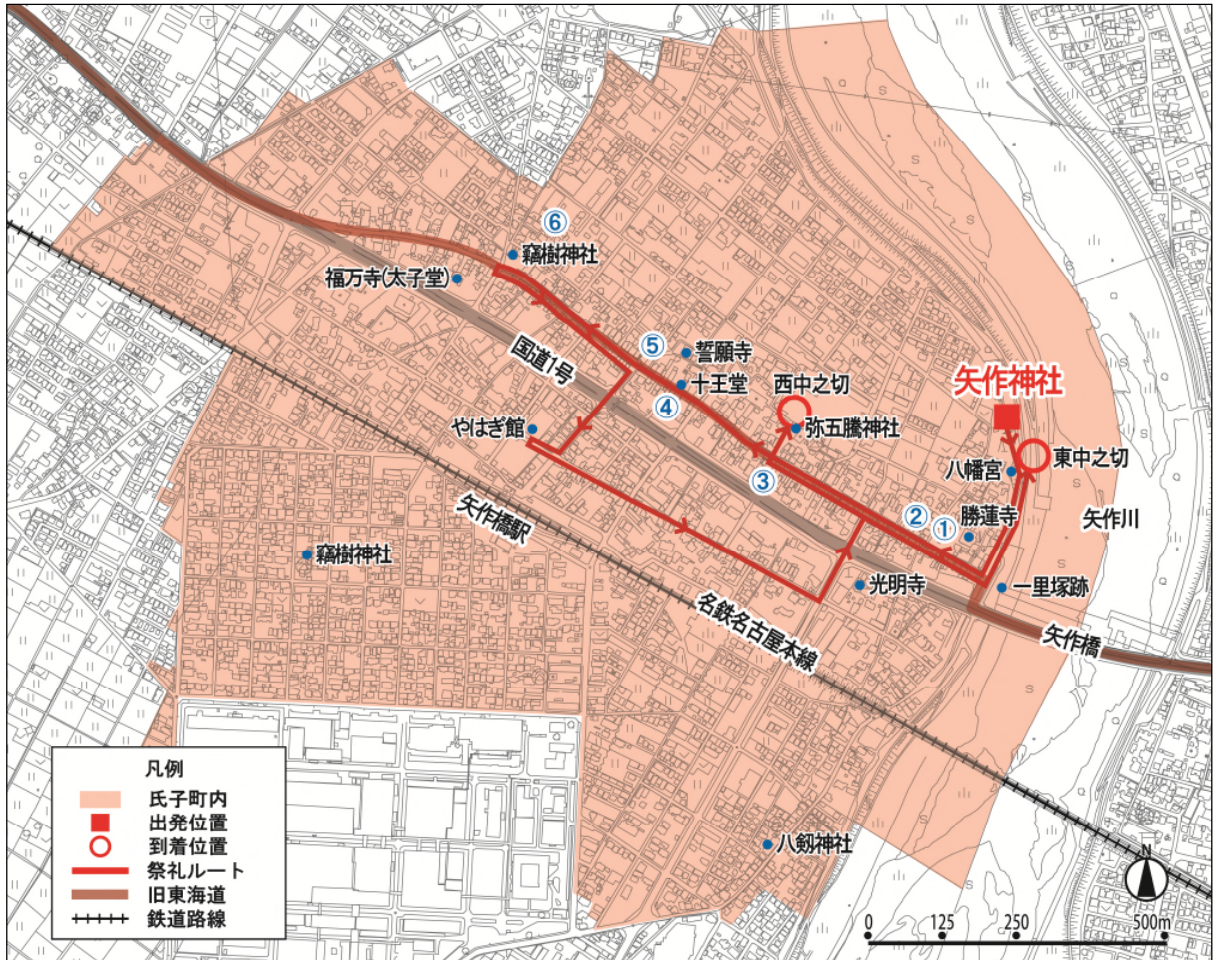 ⑥
竊樹神社
福万寺(太子堂)
国道1号
⑤
誓願寺
十王堂
④
西中之切
矢作神社
やはぎ館
弥五騰神社
八幡宮
東中之切
③
②
①
勝蓮寺
矢作川
矢作橋駅
竊樹神社
光明寺
一里塚跡
名鉄名古屋本線
矢作橋
凡例
氏子町内
出発位置
到着位置
祭礼ルート
旧東海道
鉄道路線
八剱神社
N
0 125 250 500m